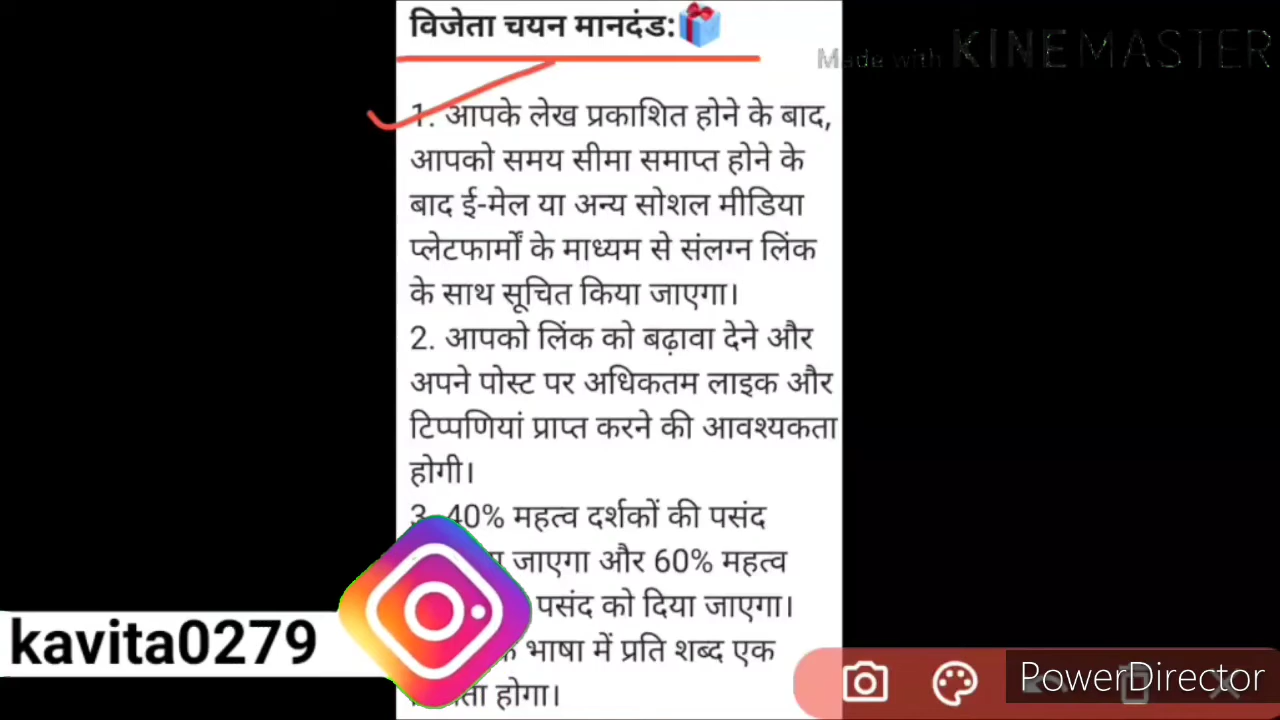 विजेता चयन मानदंड:
Made with KINEMASTER
1. आपके लेख प्रकाशित होने के बाद,
आपको समय सीमा समाप्त होने के
बाद ई-मेल या अन्य सोशल मीडिया
प्लेटफार्मों के माध्यम से संलग्न लिंक
के साथ सूचित किया जाएगा।
2. आपको लिंक को बढ़ावा देने और
अपने पोस्ट पर अधिकतम लाइक और
टिप्पणियां प्राप्त करने की आवश्यकता
होगी।
3. 40% महत्व दर्शकों की पसंद
जाएगा और 60% महत्व
पसंद को दिया जाएगा।
भाषा में प्रति शब्द एक
होगा।
kavita0279
PowerDirector